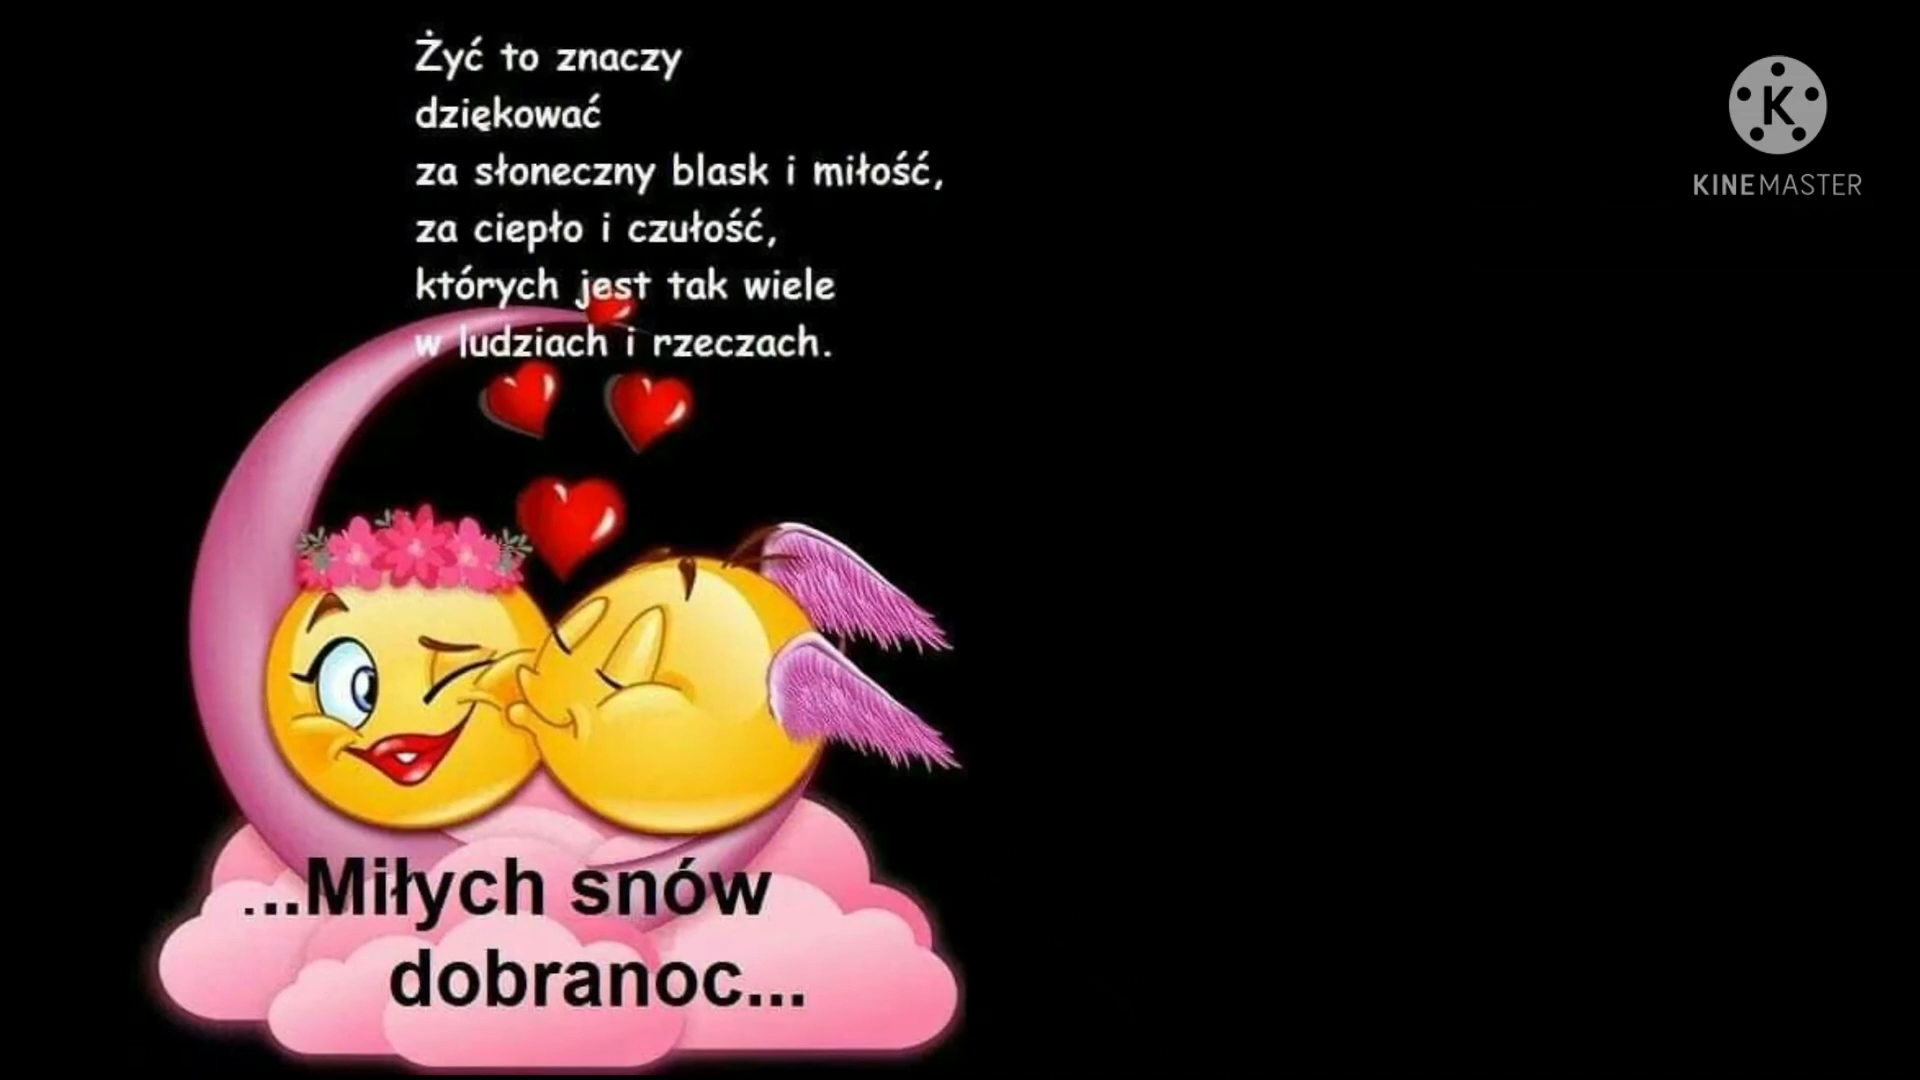 Żyć to znaczy
dziękować
za słoneczny blask i miłość,
za ciepło i czułość,
których jest tak wiele
w ludziach i rzeczach.
K
KINEMASTER
...Miłych snów
dobranoc...